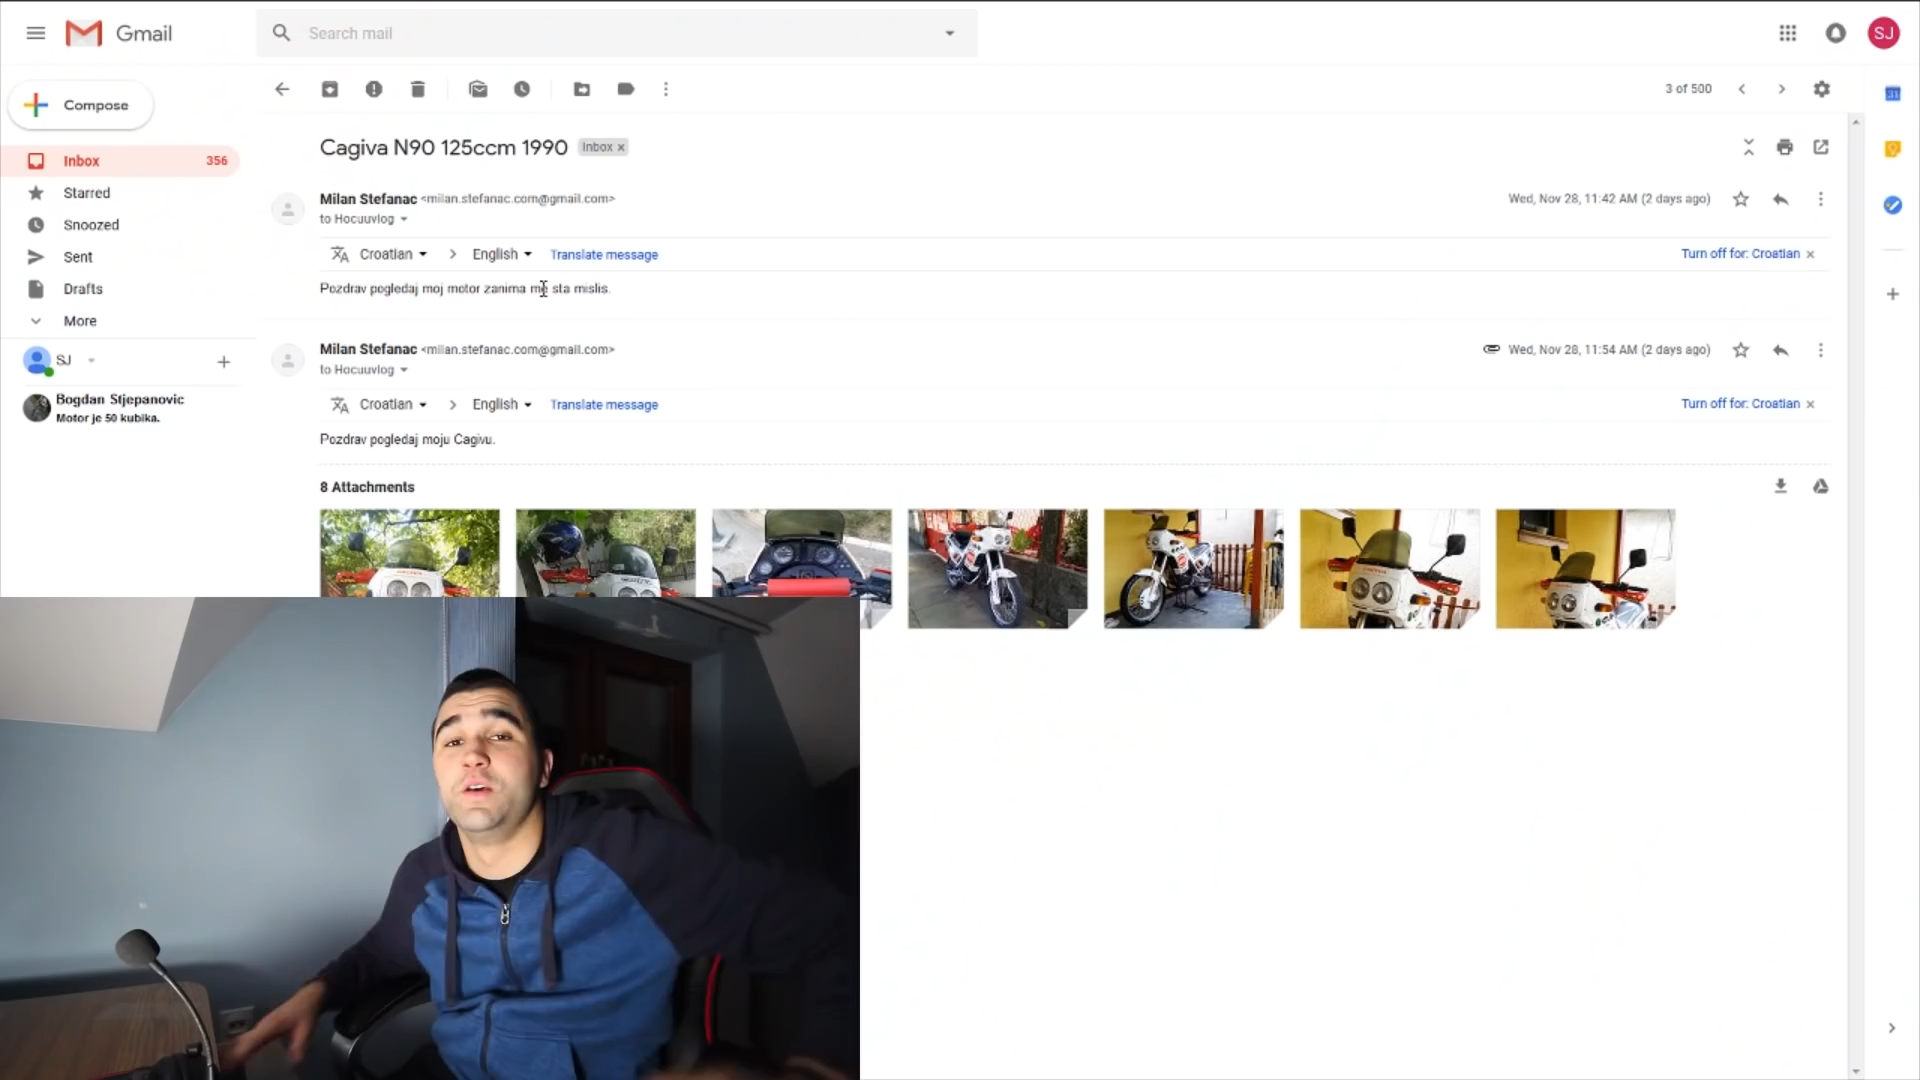 Gmail
Search mail
SJ
Compose
3 of 500
Inbox 356
Starred
Snoozed
Sent
Drafts
More
SJ
Bogdan Stjepanovic
Motor je 50 kubika.
Cagiva N90 125ccm 1990 Inbox x
Milan Stefanac <milan.stefanac.com@gmail.com> Wed, Nov 28, 11:42 AM (2 days ago)
to Hocuuvlog
Croatian > English Translate message Turn off for: Croatian x
Pozdrav pogledaj moj motor zanima me sta mislis.
Milan Stefanac <milan.stefanac.com@gmail.com> Wed, Nov 28, 11:54 AM (2 days ago)
to Hocuuvlog
Croatian > English Translate message Turn off for: Croatian x
Pozdrav pogledaj moju Cagivu.
8 Attachments